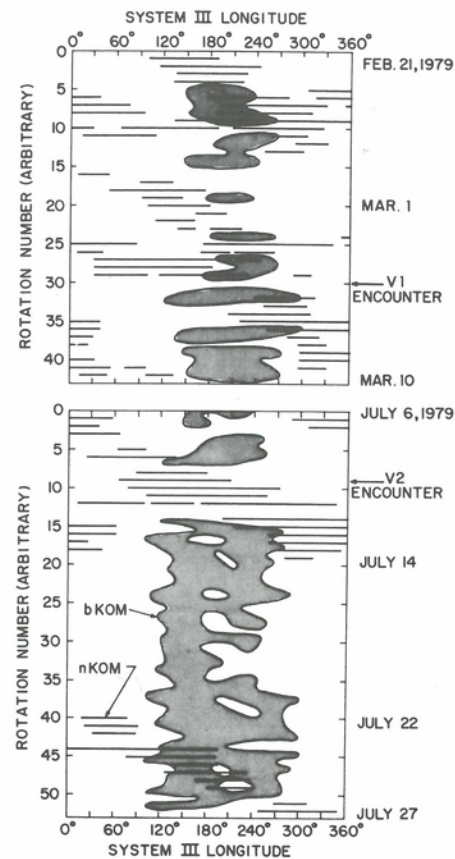 SYSTEM III LONGITUDE
0° 60° 120° 180° 240° 300° 360°
0
5
10
15
20
25
30
35
40
ROTATION NUMBER (ARBITRARY)
FEB. 21, 1979
MAR. 1
V1
ENCOUNTER
MAR. 10
0
5
10
15
20
25
30
35
40
45
50
ROTATION NUMBER (ARBITRARY)
JULY 6, 1979
V2
ENCOUNTER
JULY 14
bKOM
nKOM
JULY 22
JULY 27
0° 60° 120° 180° 240° 300° 360°
SYSTEM III LONGITUDE